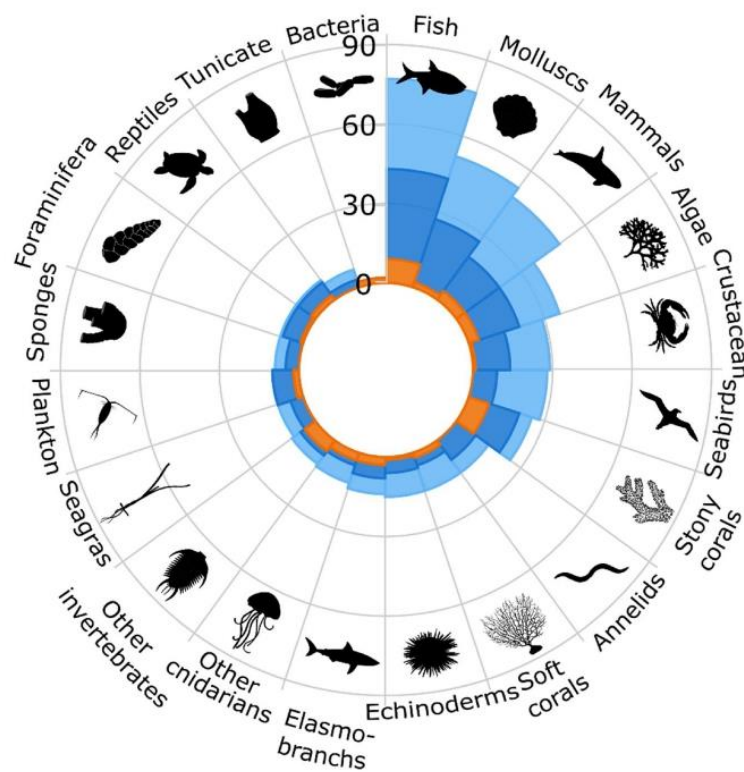 90
60
30
0
Fish
Molluscs
Mammals
Algae
Crustacean
Seabirds
Stony
corals
Annelids
Soft
corals
Echinoderms
Elasmo-
branchs
Other
cnidarians
Other
invertebrates
Seagras
Plankton
Sponges
Foraminifera
Reptiles
Tunicate
Bacteria